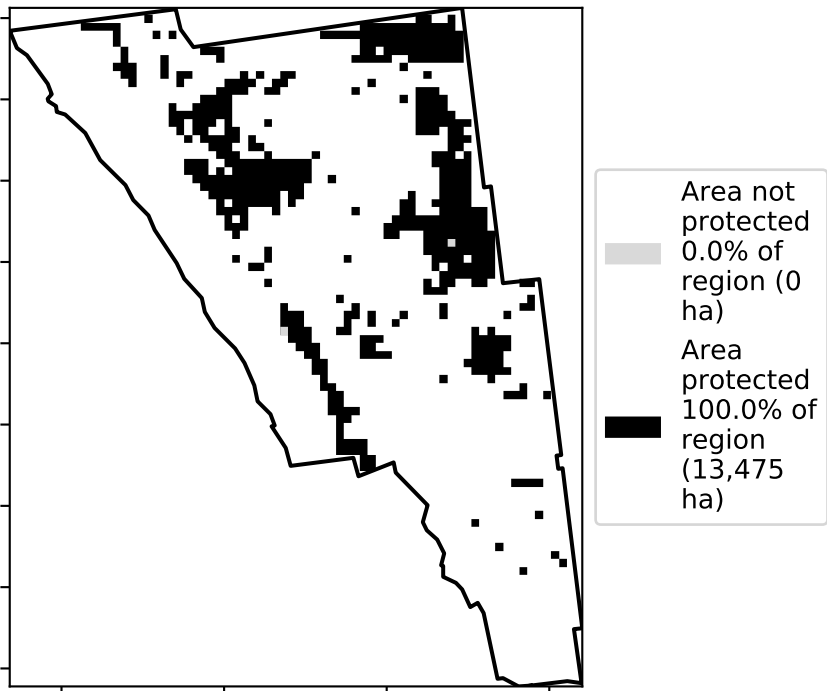 Area not
protected
0.0% of
region (0
ha)
Area
protected
100.0% of
region
(13,475
ha)